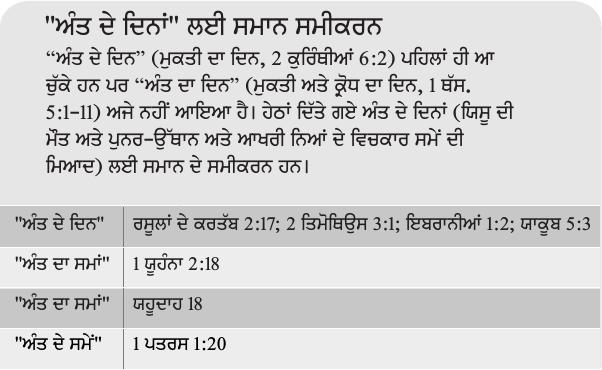 "ਅੰਤ ਦੇ ਦਿਨਾਂ" ਲਈ ਸਮਾਨ ਸਮੀਕਰਨ
“ਅੰਤ ਦੇ ਦਿਨ” (ਮੁਕਤੀ ਦਾ ਦਿਨ, 2 ਕੁਰਿੰਥੀਆਂ 6:2) ਪਹਿਲਾਂ ਹੀ ਆ
ਚੁੱਕੇ ਹਨ ਪਰ “ਅੰਤ ਦਾ ਦਿਨ” (ਮੁਕਤੀ ਅਤੇ ਕ੍ਰੋਧ ਦਾ ਦਿਨ, 1 ਥੱਸ.
5:1-11) ਅਜੇ ਨਹੀਂ ਆਇਆ ਹੈ। ਹੇਠਾਂ ਦਿੱਤੇ ਗਏ ਅੰਤ ਦੇ ਦਿਨਾਂ (ਯਿਸੂ ਦੀ
ਮੌਤ ਅਤੇ ਪੁਨਰ-ਉੱਥਾਨ ਅਤੇ ਆਖਰੀ ਨਿਆਂ ਦੇ ਵਿਚਕਾਰ ਸਮੇਂ ਦੀ
ਮਿਆਦ) ਲਈ ਸਮਾਨ ਦੇ ਸਮੀਕਰਨ ਹਨ।
"ਅੰਤ ਦੇ ਦਿਨ" ਰਸੂਲਾਂ ਦੇ ਕਰਤੱਬ 2:17; 2 ਤਿਮੋਥਿਉਸ 3:1; ਇਬਰਾਨੀਆਂ 1:2; ਯਾਕੂਬ 5:3
"ਅੰਤ ਦਾ ਸਮਾਂ" 1 ਯੂਹੰਨਾ 2:18
"ਅੰਤ ਦਾ ਸਮਾਂ" ਯਹੂਦਾਹ 18
"ਅੰਤ ਦੇ ਸਮੇਂ" 1 ਪਤਰਸ 1:20